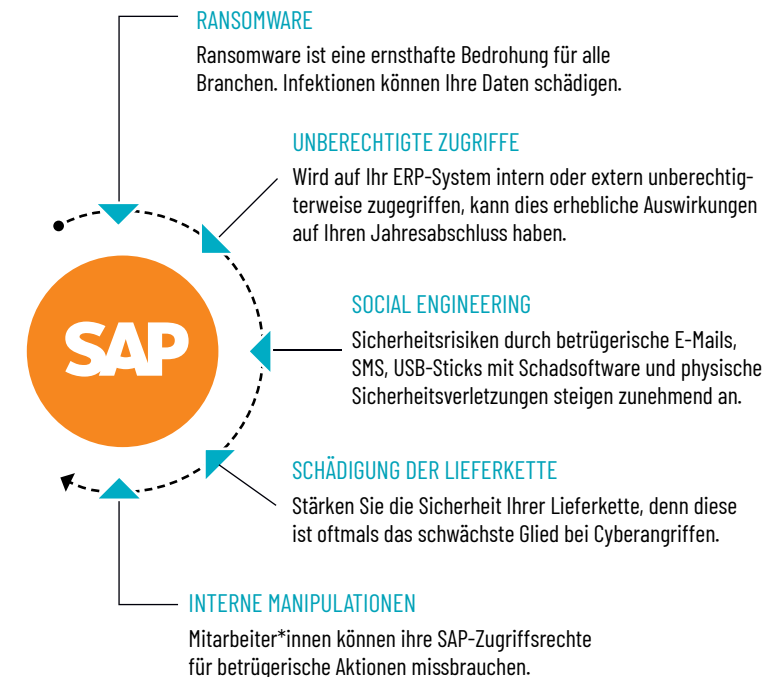 RANSOMWARE
Ransomware ist eine ernsthafte Bedrohung für alle
Branchen. Infektionen können Ihre Daten schädigen.
UNBERECHTIGTE ZUGRIFFE
Wird auf Ihr ERP-System intern oder extern unberechtig-
terweise zugegriffen, kann dies erhebliche Auswirkungen
auf Ihren Jahresabschluss haben.
SAP
SOCIAL ENGINEERING
Sicherheitsrisiken durch betrügerische E-Mails,
SMS, USB-Sticks mit Schadsoftware und physische
Sicherheitsverletzungen steigen zunehmend an.
SCHÄDIGUNG DER LIEFERKETTE
Stärken Sie die Sicherheit Ihrer Lieferkette, denn diese
ist oftmals das schwächste Glied bei Cyberangriffen.
INTERNE MANIPULATIONEN
Mitarbeiter*innen können ihre SAP-Zugriffsrechte
für betrügerische Aktionen missbrauchen.